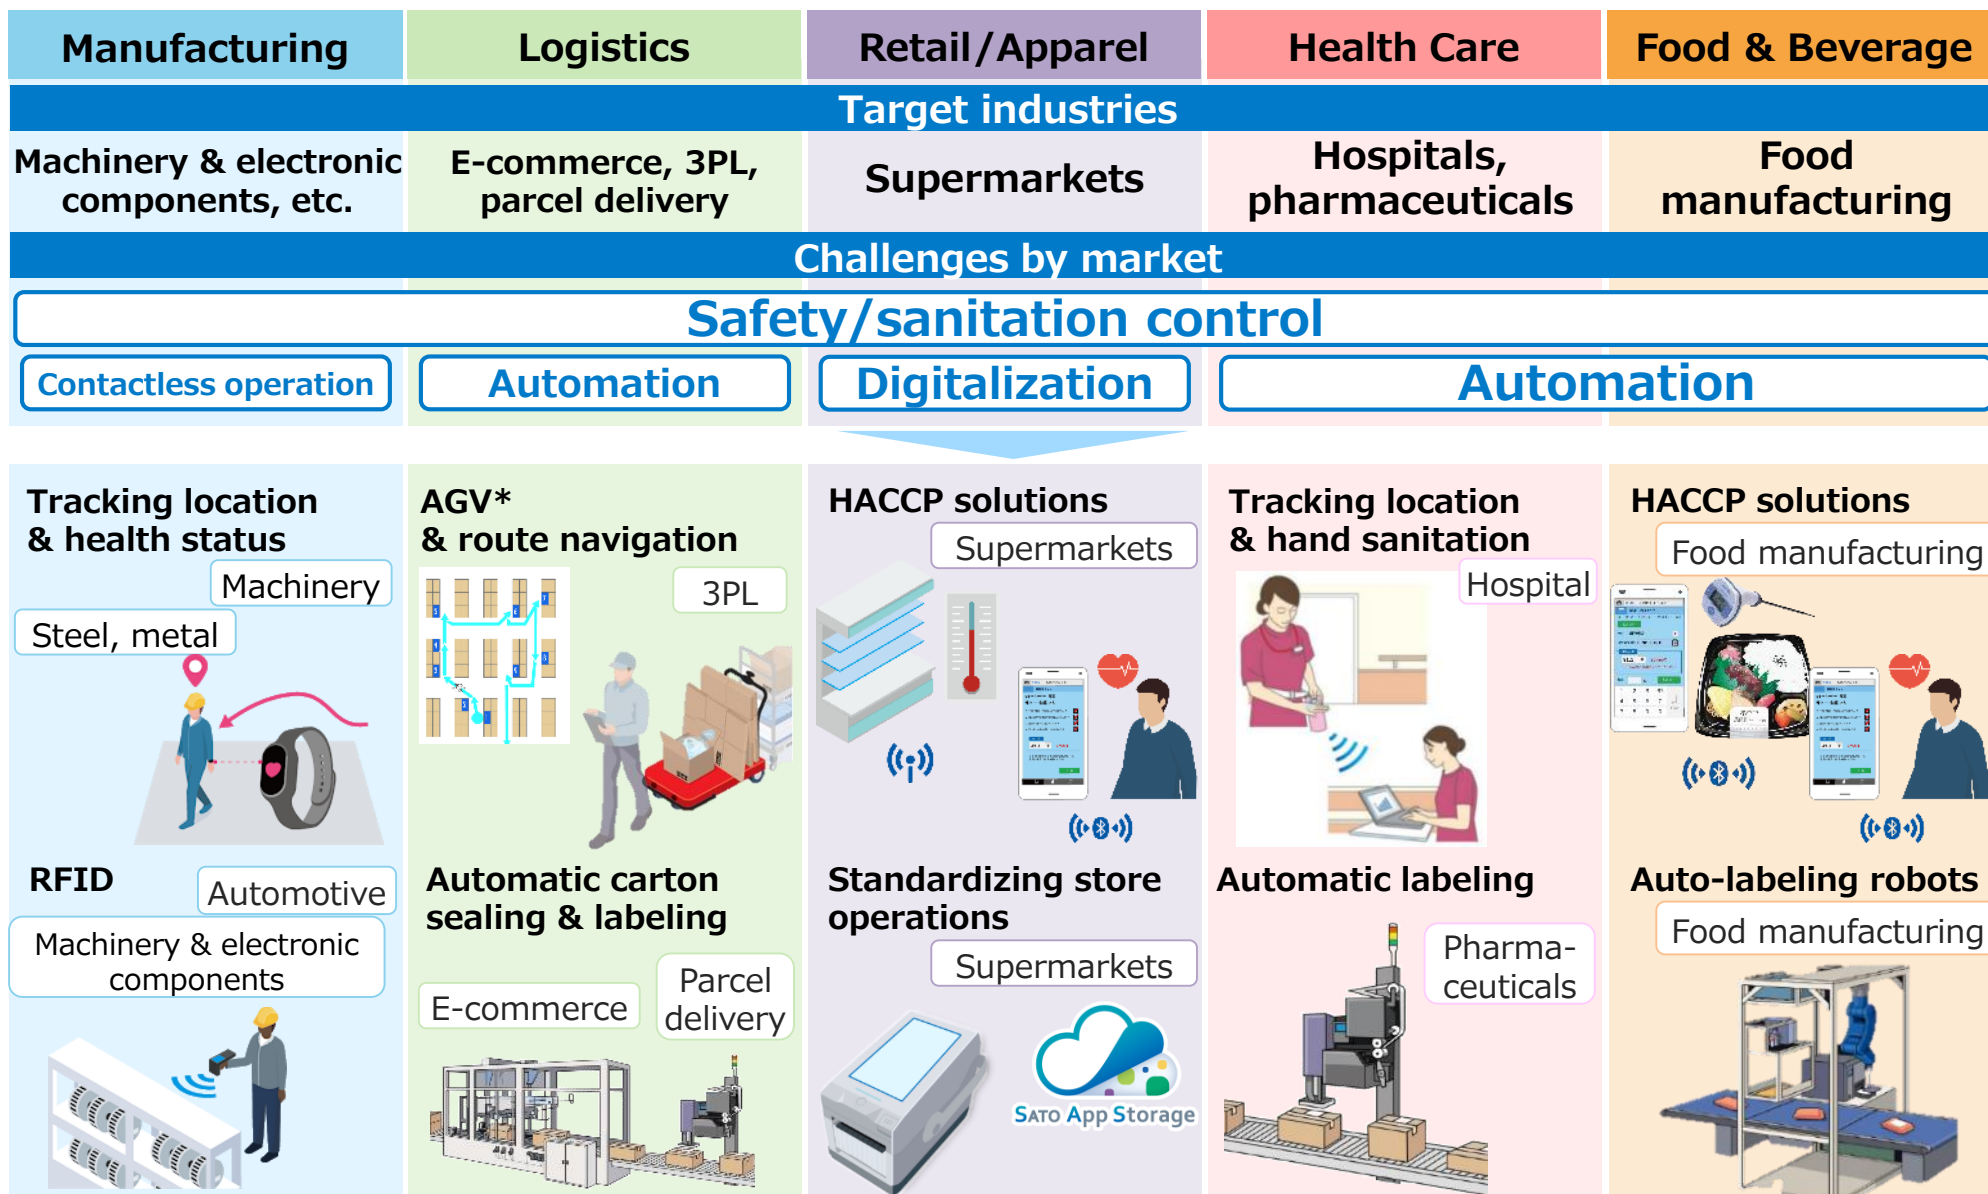 Manufacturing
Logistics
Retail/Apparel
Health Care
Food & Beverage
Target industries
Machinery & electronic
components, etc.
E-commerce, 3PL,
parcel delivery
Supermarkets
Hospitals,
pharmaceuticals
Food
manufacturing
Challenges by market
Safety/sanitation control
Contactless operation
Automation
Digitalization
Automation
Tracking location
& health status
Machinery
Steel, metal
RFID
Automotive
Machinery & electronic
components
AGV*
& route navigation
3PL
Automatic carton
sealing & labeling
E-commerce
Parcel
delivery
HACCP solutions
Supermarkets
Standardizing store
operations
Supermarkets
SATO App Storage
Tracking location
& hand sanitation
Hospital
Automatic labeling
Pharma-
ceuticals
HACCP solutions
Food manufacturing
Auto-labeling robots
Food manufacturing